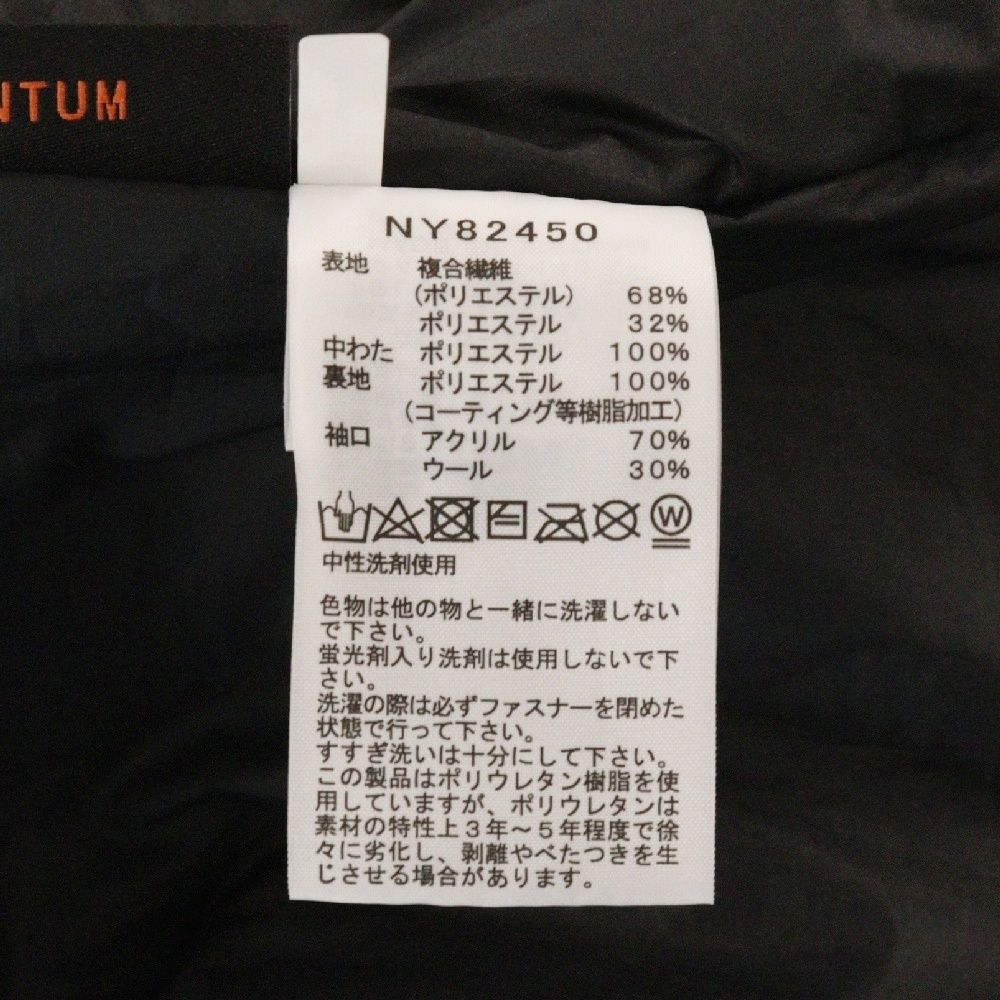 NTUM
NY82450
表地 複合繊維
(ポリエステル) 68%
ポリエステル 32%
中わた ポリエステル 100%
裏地 ポリエステル 100%
(コーティング等樹脂加工)
袖口 アクリル 70%
ウール 30%
W
中性洗剤使用
色物は他の物と一緒に洗濯しない
で下さい。
蛍光剤入り洗剤は使用しないで下
さい。
洗濯の際は必ずファスナーを閉めた
状態で行って下さい。
すすぎ洗いは十分にして下さい。
この製品はポリウレタン樹脂を使
用していますが、ポリウレタンは
素材の特性上3年~5年程度で徐
々に劣化し、剥離やべたつきを生
じさせる場合があります。